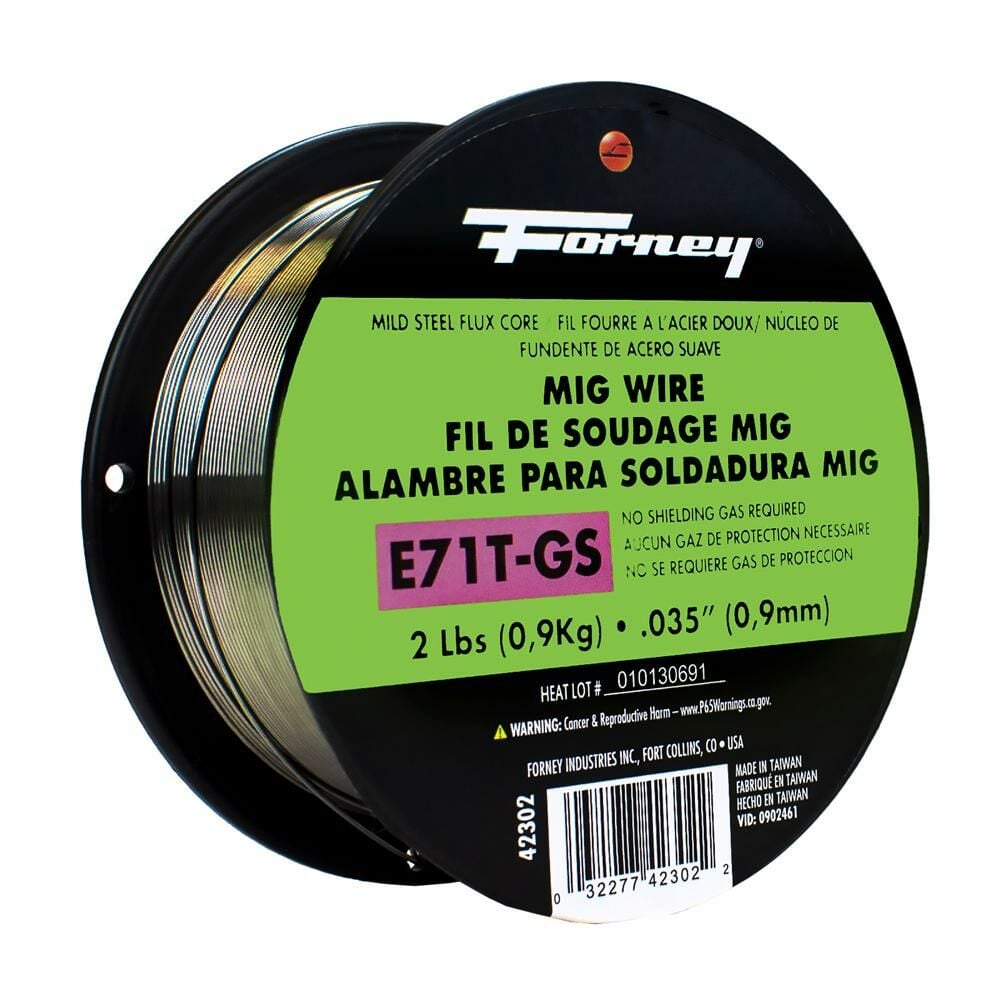 Forney®
MILD STEEL FLUX CORE / FIL FOURRE A L'ACIER DOUX/ NÚCLEO DE
FUNDENTE DE ACERO SUAVE
MIG WIRE
FIL DE SOUDAGE MIG
ALAMBRE PARA SOLDADURA MIG
E71T-GS
NO SHIELDING GAS REQUIRED
AUCUN GAZ DE PROTECTION NECESSAIRE
NO SE REQUIERE GAS DE PROTECCION
2 Lbs (0,9Kg) • .035" (0,9mm)
HEAT LOT # 010130691
WARNING: Cancer & Reproductive Harm – www.P65Warnings.ca.gov.
FORNEY INDUSTRIES INC., FORT COLLINS, CO • USA
42302
0 32277 42302 2
MADE IN TAIWAN
FABRIQUÉ EN TAIWAN
HECHO EN TAIWAN
VID: 0902461